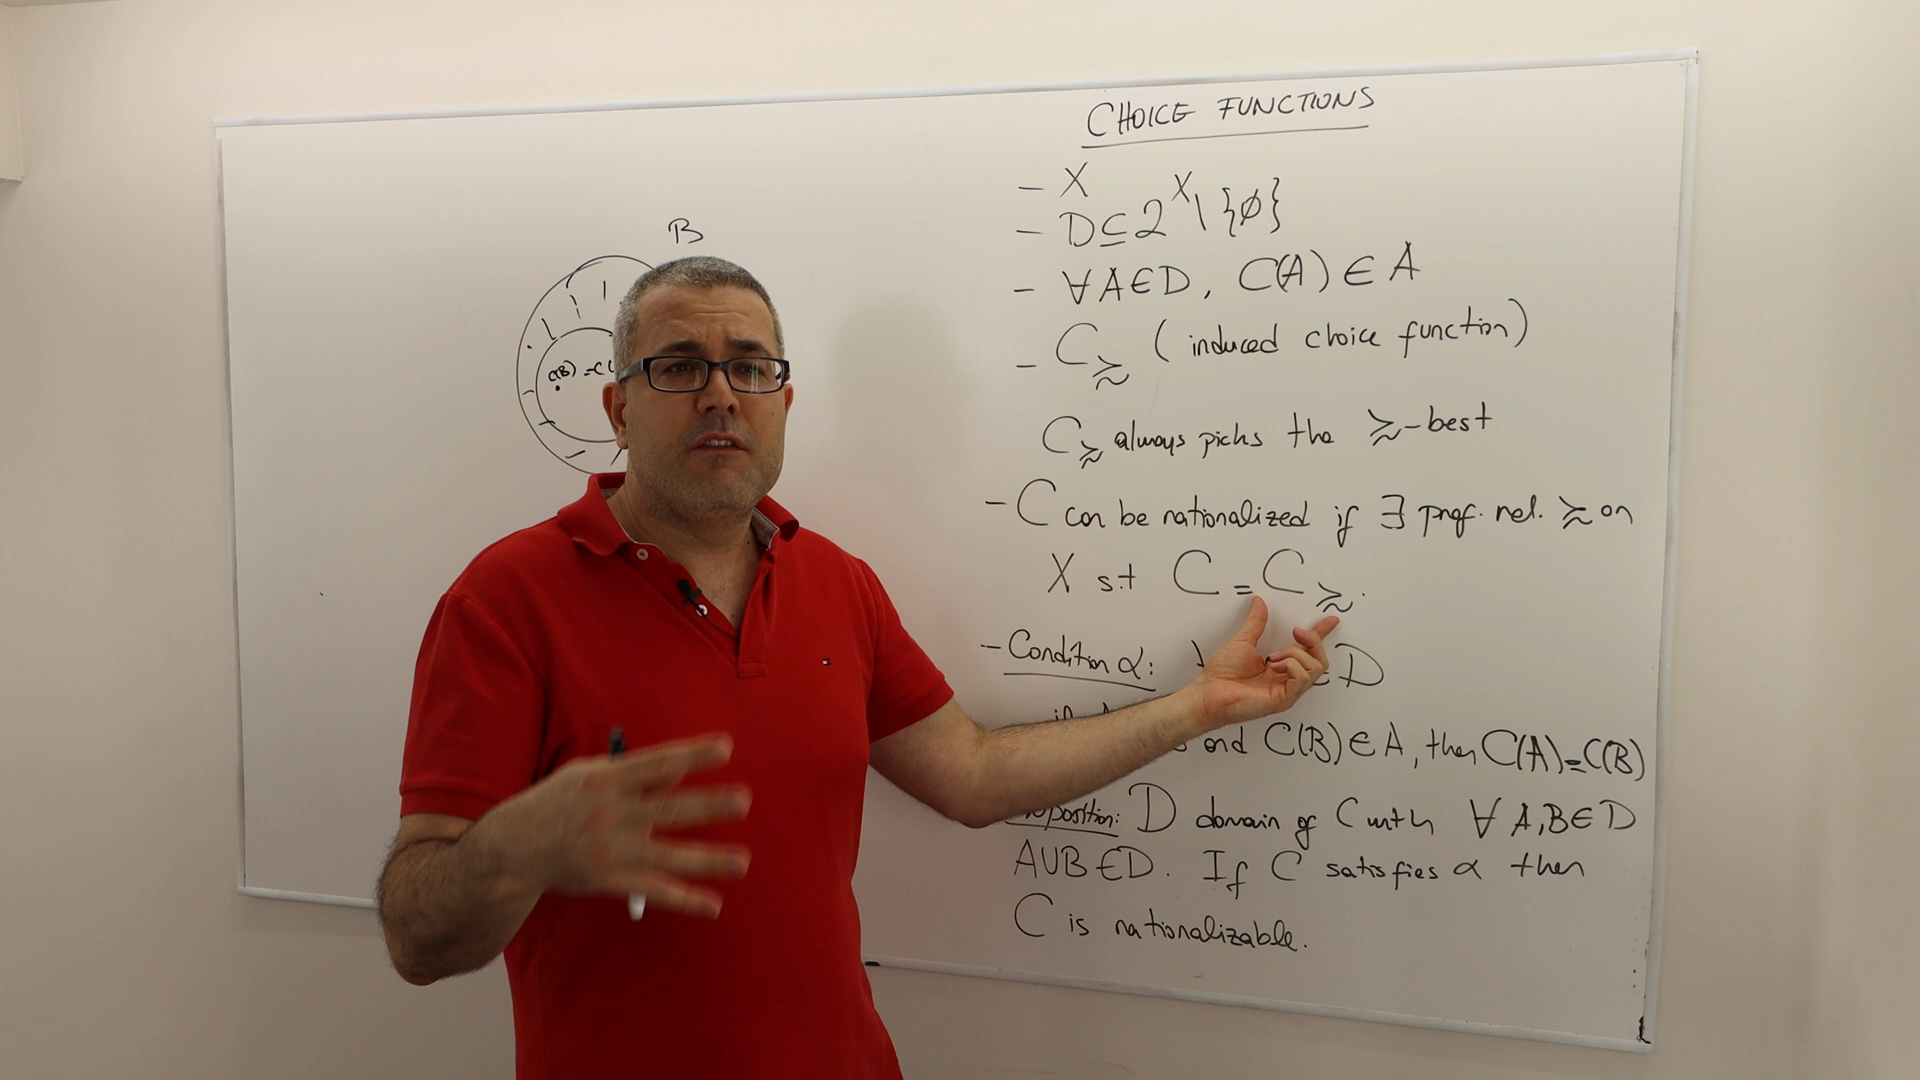 CHOICE FUNCTIONS
- X
- D ⊆ 2^X \ {∅}
- ∀ A ∈ D, C(A) ∈ A
- C≿ (induced choice function)
C≿ always picks the ≿-best
- C can be rationalized if ∃ pref. rel. ≿ on
X s.t C = C≿.
- Condition α: ∈ D
if and C(B) ∈ A, then C(A) = C(B)
D domain of C with ∀ A,B ∈ D
A∪B ∈ D. If C satisfies α then
C is rationalizable.
B
C(B) = C(